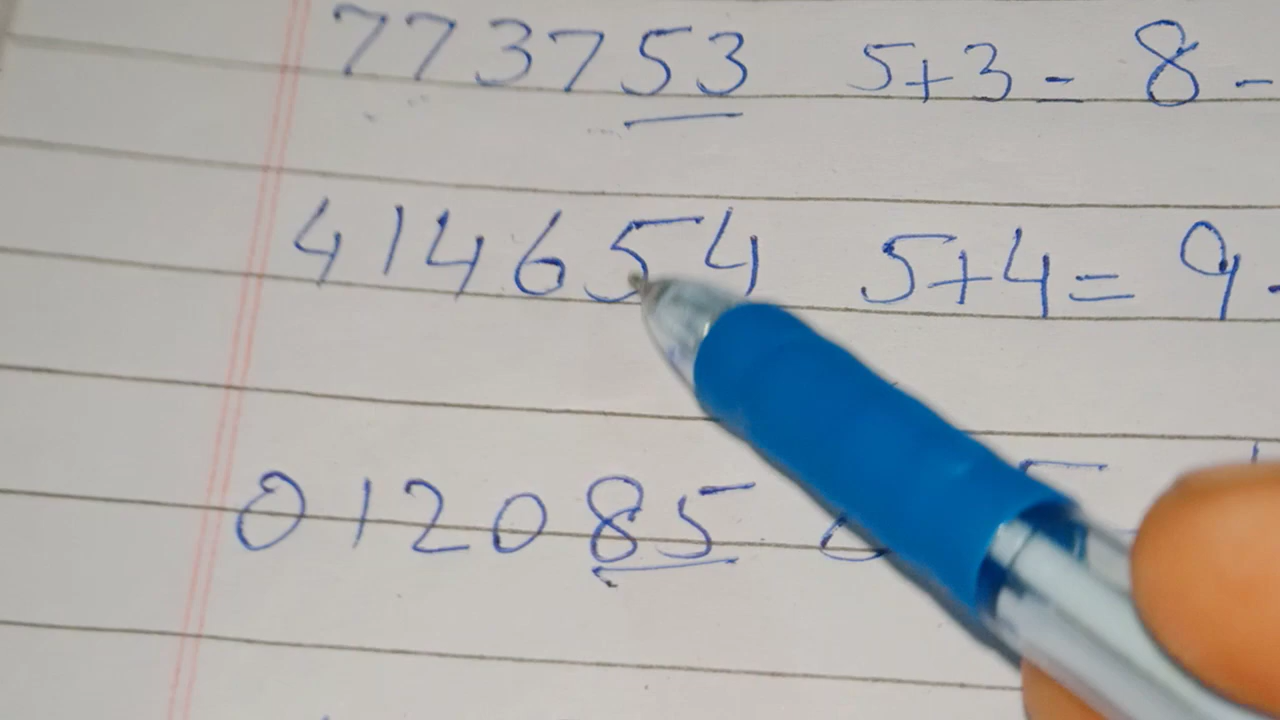 773753 5+3 - 8 -
414654 5+4 = 9 -
012085